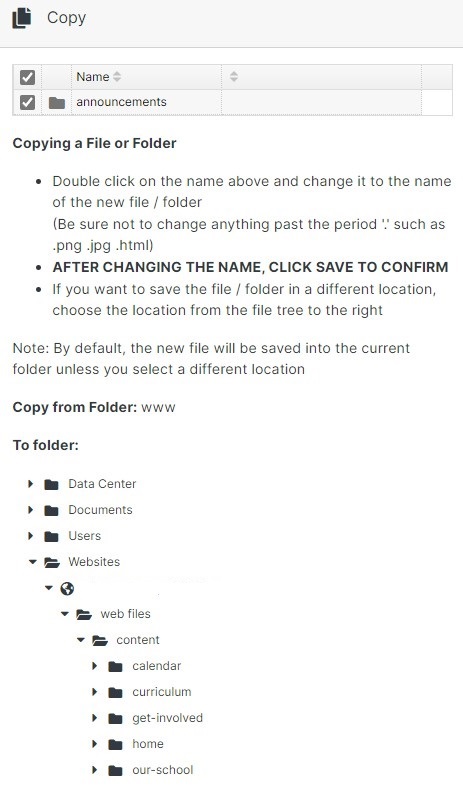 Copy
Name
announcements
Copying a File or Folder
• Double click on the name above and change it to the name
of the new file / folder
(Be sure not to change anything past the period '.' such as
.png .jpg .html)
• AFTER CHANGING THE NAME, CLICK SAVE TO CONFIRM
• If you want to save the file / folder in a different location,
choose the location from the file tree to the right
Note: By default, the new file will be saved into the current
folder unless you select a different location
Copy from Folder: www
To folder:
Data Center
Documents
Users
Websites
web files
content
calendar
curriculum
get-involved
home
our-school